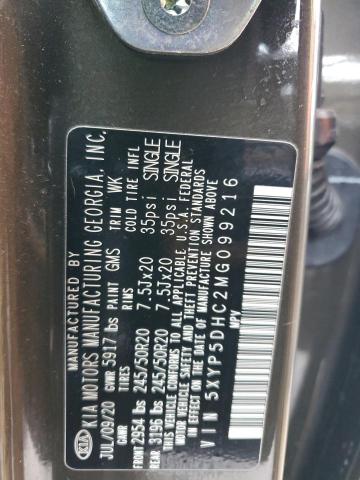 MANUFACTURED BY
KIA KIA MOTORS MANUFACTURING GEORGIA, INC.
JUL/09/20 GVWR 5917 lbs PAINT GMS TRIM WK
GAWR TIRES RIMS COLD TIRE INFL
FRONT 2954 lbs 245/50R20 7.5Jx20 35psi SINGLE
REAR 3196 lbs 245/50R20 7.5Jx20 35psi SINGLE
THIS VEHICLE CONFORMS TO ALL APPLICABLE U.S.A. FEDERAL
MOTOR VEHICLE SAFETY AND THEFT PREVENTION STANDARDS
IN EFFECT ON THE DATE OF MANUFACTURE SHOWN ABOVE.
VIN 5XYP5DHC2MG099216
MPV